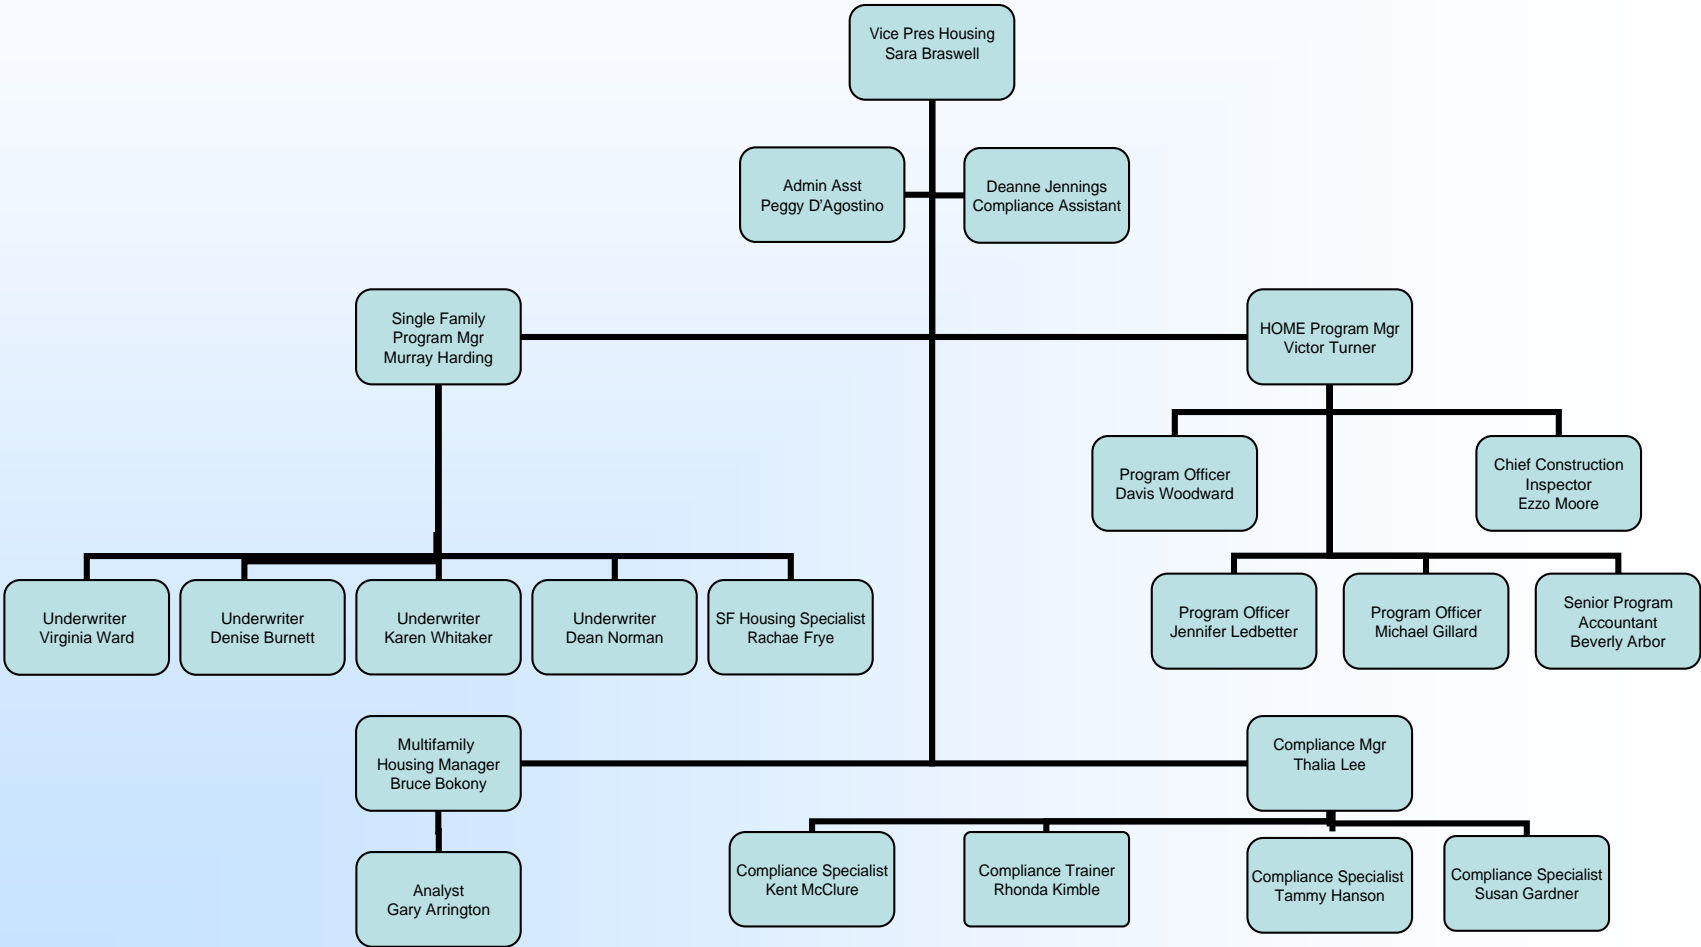 Vice Pres Housing
Sara Braswell
Admin Asst
Peggy D'Agostino
Deanne Jennings
Compliance Assistant
Single Family
Program Mgr
Murray Harding
HOME Program Mgr
Victor Turner
Program Officer
Davis Woodward
Chief Construction
Inspector
Ezzo Moore
Underwriter
Virginia Ward
Underwriter
Denise Burnett
Underwriter
Karen Whitaker
Underwriter
Dean Norman
SF Housing Specialist
Rachae Frye
Program Officer
Jennifer Ledbetter
Program Officer
Michael Gillard
Senior Program
Accountant
Beverly Arbor
Multifamily
Housing Manager
Bruce Bokony
Compliance Mgr
Thalia Lee
Analyst
Gary Arrington
Compliance Specialist
Kent McClure
Compliance Trainer
Rhonda Kimble
Compliance Specialist
Tammy Hanson
Compliance Specialist
Susan Gardner